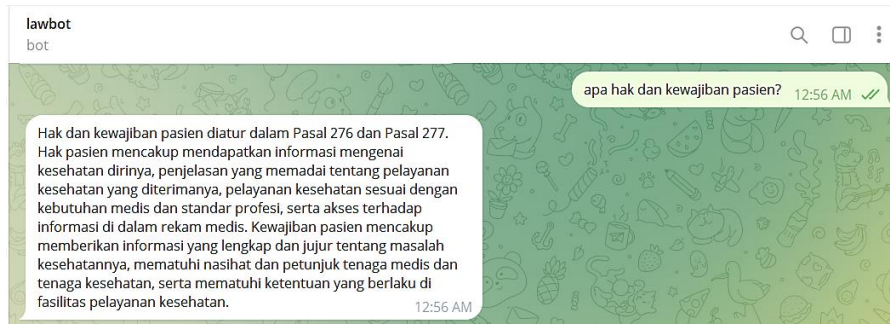 lawbot
bot
apa hak dan kewajiban pasien? 12:56 AM
Hak dan kewajiban pasien diatur dalam Pasal 276 dan Pasal 277.
Hak pasien mencakup mendapatkan informasi mengenai
kesehatan dirinya, penjelasan yang memadai tentang pelayanan
kesehatan yang diterimanya, pelayanan kesehatan sesuai dengan
kebutuhan medis dan standar profesi, serta akses terhadap
informasi di dalam rekam medis. Kewajiban pasien mencakup
memberikan informasi yang lengkap dan jujur tentang masalah
kesehatannya, mematuhi nasihat dan petunjuk tenaga medis dan
tenaga kesehatan, serta mematuhi ketentuan yang berlaku di
fasilitas pelayanan kesehatan. 12:56 AM